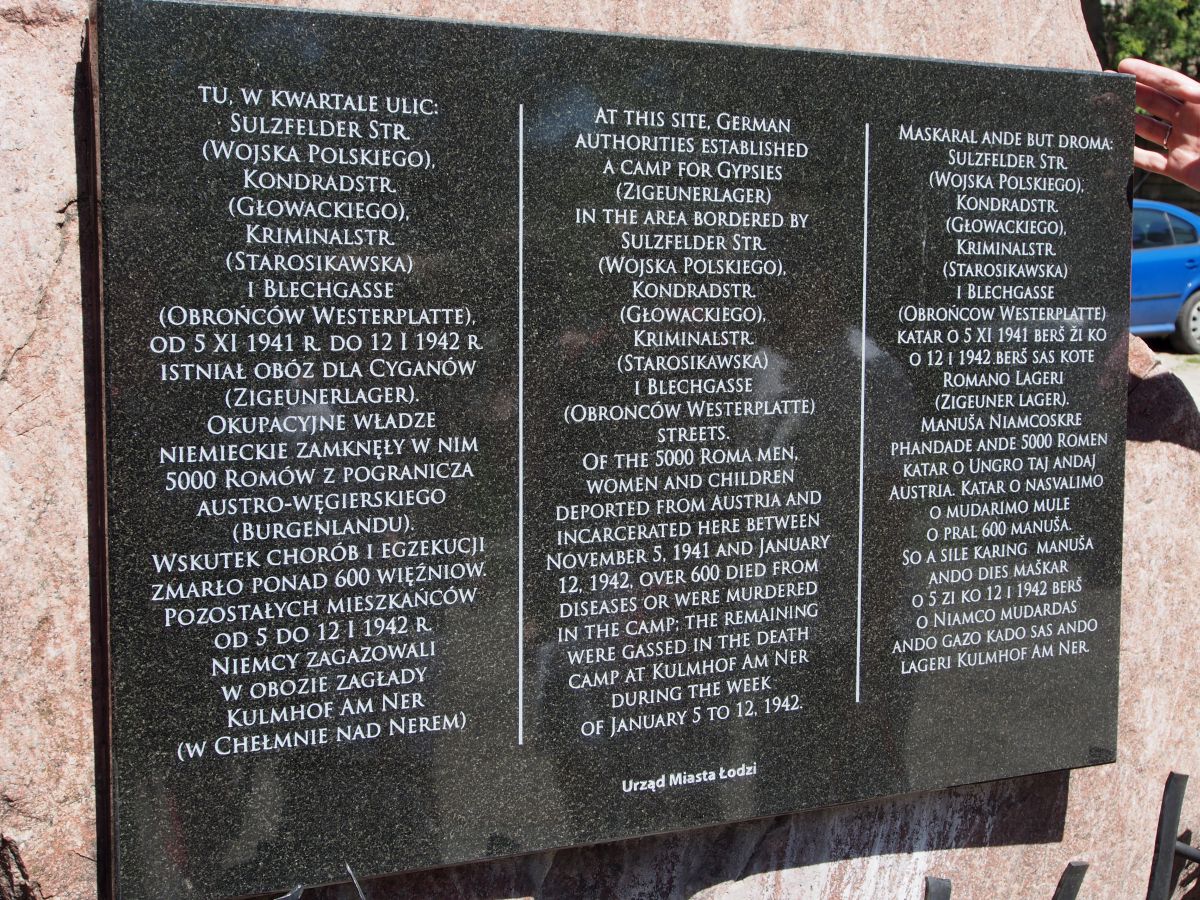 Tu, w kwartale ulic:
Sulzfelder Str.
(Wojska Polskiego),
Kondradstr.
(Głowackiego),
Kriminalstr.
(Starosikawska)
i Blechgasse
(Obrońców Westerplatte),
od 5 XI 1941 r. do 12 I 1942 r.
istniał obóz dla Cyganów
(Zigeunerlager).
Okupacyjne władze
niemieckie zamknęły w nim
5000 Romów z pogranicza
austro-węgierskiego
(Burgenlandu).
Wskutek chorób i egzekucji
zmarło ponad 600 więźniow.
Pozostałych mieszkańców
od 5 do 12 I 1942 r.
Niemcy zagazowali
w obozie zagłady
Kulmhof Am Ner
(w Chełmnie nad Nerem)
At this site, German
authorities established
a camp for Gypsies
(Zigeunerlager)
in the area bordered by
Sulzfelder Str.
(Wojska Polskiego),
Kondradstr.
(Głowackiego),
Kriminalstr.
(Starosikawska)
i Blechgasse
(Obronców Westerplatte)
streets.
Of the 5000 Roma men,
women and children
deported from Austria and
incarcerated here between
November 5, 1941 and January
12, 1942, over 600 died from
diseases or were murdered
in the camp; the remaining
were gassed in the death
camp at Kulmhof Am Ner
during the week
of January 5 to 12, 1942.
Maskaral ande but droma:
Sulzfelder Str.
(Wojska Polskiego),
Kondradstr.
(Głowackiego),
Kriminalstr.
(Starosikawska)
i Blechgasse
(Obrońców Westerplatte)
katar o 5 XI 1941 berš ži ko
o 12 I 1942 berš sas kote
Romano Lageri
(Zigeuner Lager).
Manuša Niamcoskre
phandade ande 5000 Romen
katar o Ungro taj andaj
Austria. Katar o nasvalimo
o mudarimo mule
o pral 600 manuša.
So a sile karing manuša
ando dies maškar
o 5 zi ko 12 I 1942 berš
o Niamco mudardas
ando gazo kado sas ando
lageri Kulmhof Am Ner
Urząd Miasta Łodzi